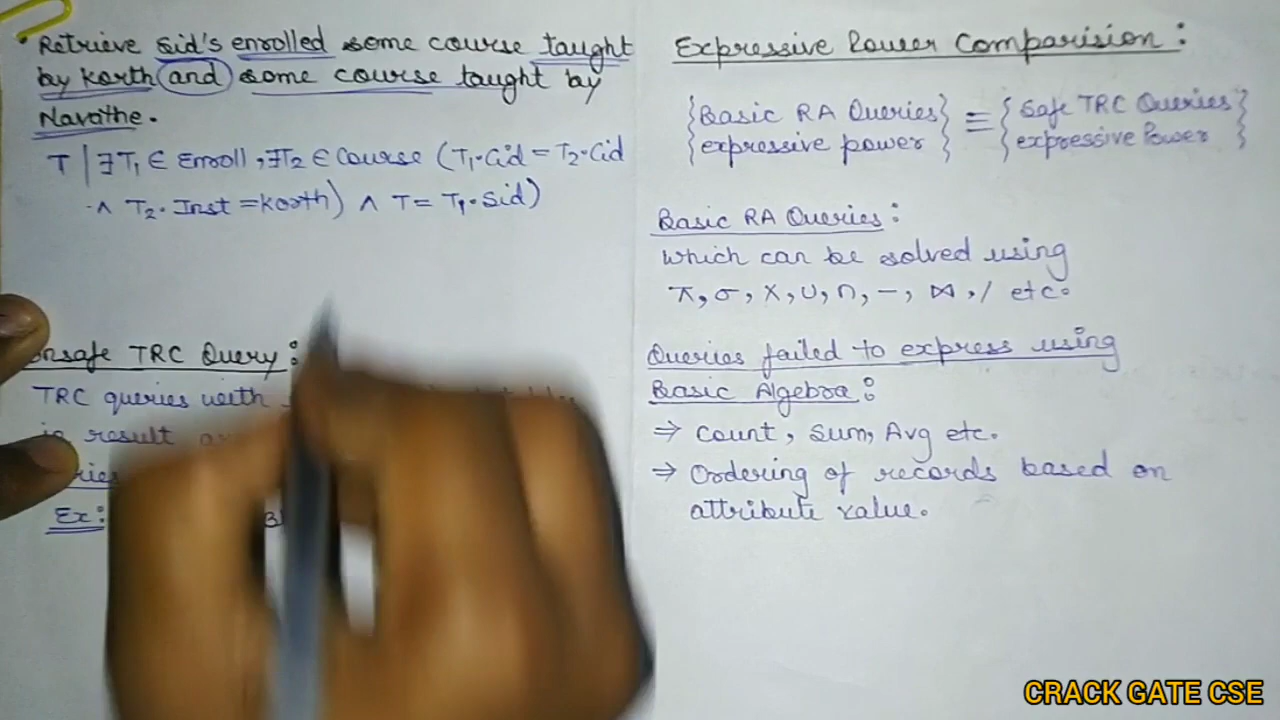 • Retrieve Sid's enrolled some course taught
by Korth and some course taught by
Navathe.
T | ∃T₁ ∈ Enroll, ∃T₂ ∈ Course (T₁.Cid = T₂.Cid
∧ T₂.Inst = Korth) ∧ T = T₁.Sid)
TRC Query:
TRC queries with
in result
Ex:
Expressive Power Comparision:
{Basic RA Queries expressive power} ≡ {Safe TRC Queries expressive Power}
Basic RA Queries:
Which can be solved using
π, σ, X, ∪, ∩, −, ⋈, / etc.
Queries failed to express using
Basic Algebra:
⇒ Count, Sum, Avg etc.
⇒ Ordering of records based on
attribute value.
CRACK GATE CSE